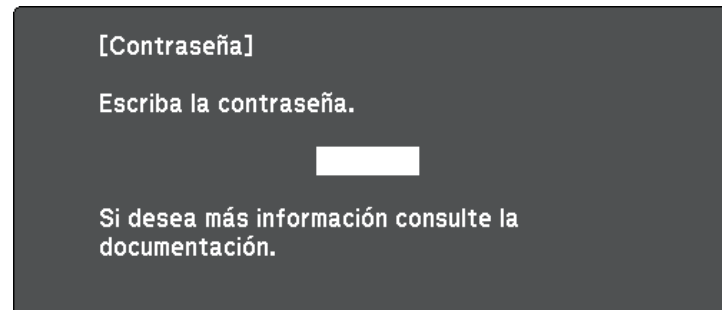 [Contraseña]
Escriba la contraseña.
Si desea más información consulte la
documentación.